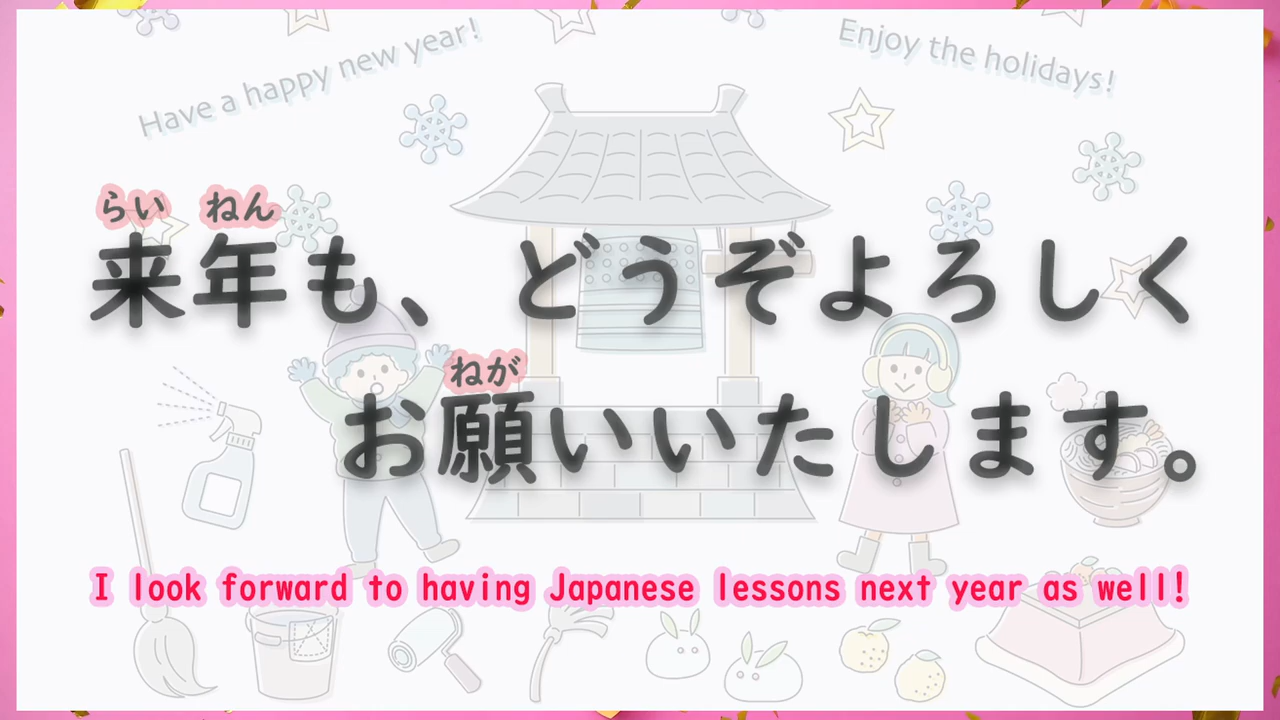 Have a happy new year!
Enjoy the holidays!
らい ねん
来年も、どうぞよろしく
ねが
お願いいたします。
I look forward to having Japanese lessons next year as well!